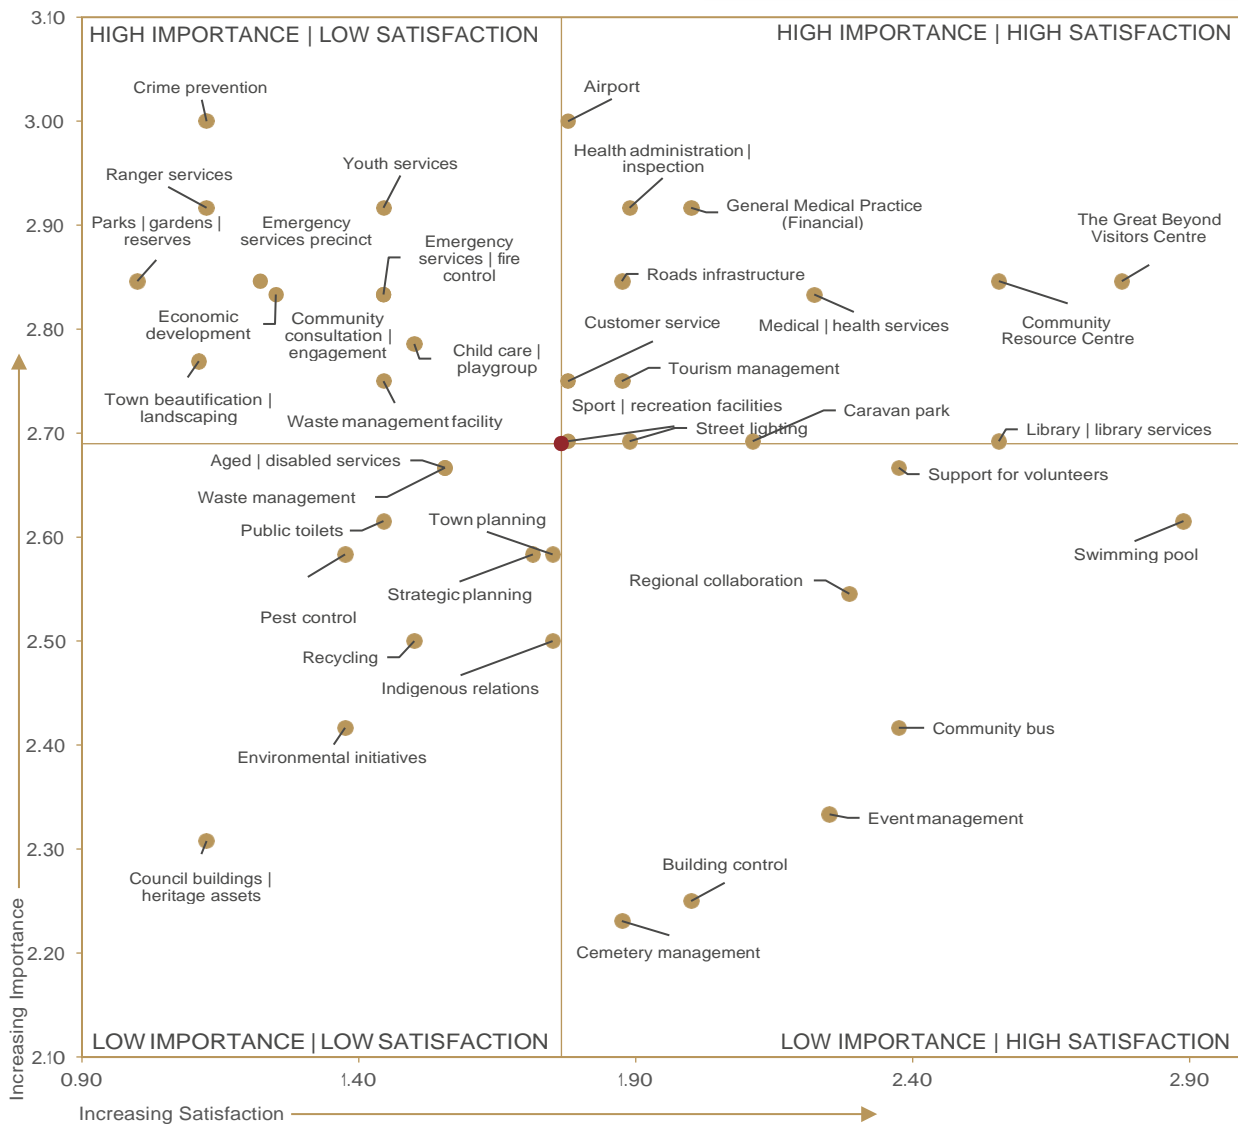 3.10
HIGH IMPORTANCE | LOW SATISFACTION
HIGH IMPORTANCE | HIGH SATISFACTION
Crime prevention
Airport
3.00
Health administration |
inspection
Youth services
Ranger services
General Medical Practice
(Financial)
The Great Beyond
Visitors Centre
Parks | gardens |
reserves
Emergency
services precinct
2.90
Emergency
services | fire
control
Roads infrastructure
Economic
development
Community
consultation |
engagement
Customer service
Medical | health services
Community
Resource Centre
2.80
Child care |
playgroup
Tourism management
Town beautification |
landscaping
Waste management facility
Sport | recreation facilities
Caravan park
2.70
Street lighting
Library | library services
Aged | disabled services
Support for volunteers
Waste management
Public toilets
Town planning
2.60
Swimming pool
Regional collaboration
Strategic planning
Pest control
2.50
Recycling
Indigenous relations
Community bus
Environmental initiatives
2.40
Event management
2.30
Building control
Council buildings |
heritage assets
2.20
Cemetery management
LOW IMPORTANCE | LOW SATISFACTION
LOW IMPORTANCE | HIGH SATISFACTION
2.10
0.90
1.40
1.90
2.40
2.90
Increasing Importance
Increasing Satisfaction